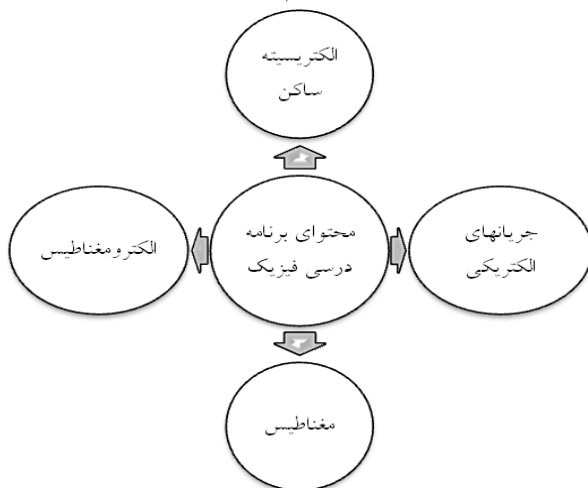 الکتریسیته
ساکن
محتوای برنامه
درسی فیزیک
جریانهای
الکتریکی
الکترومغناطیس
مغناطیس